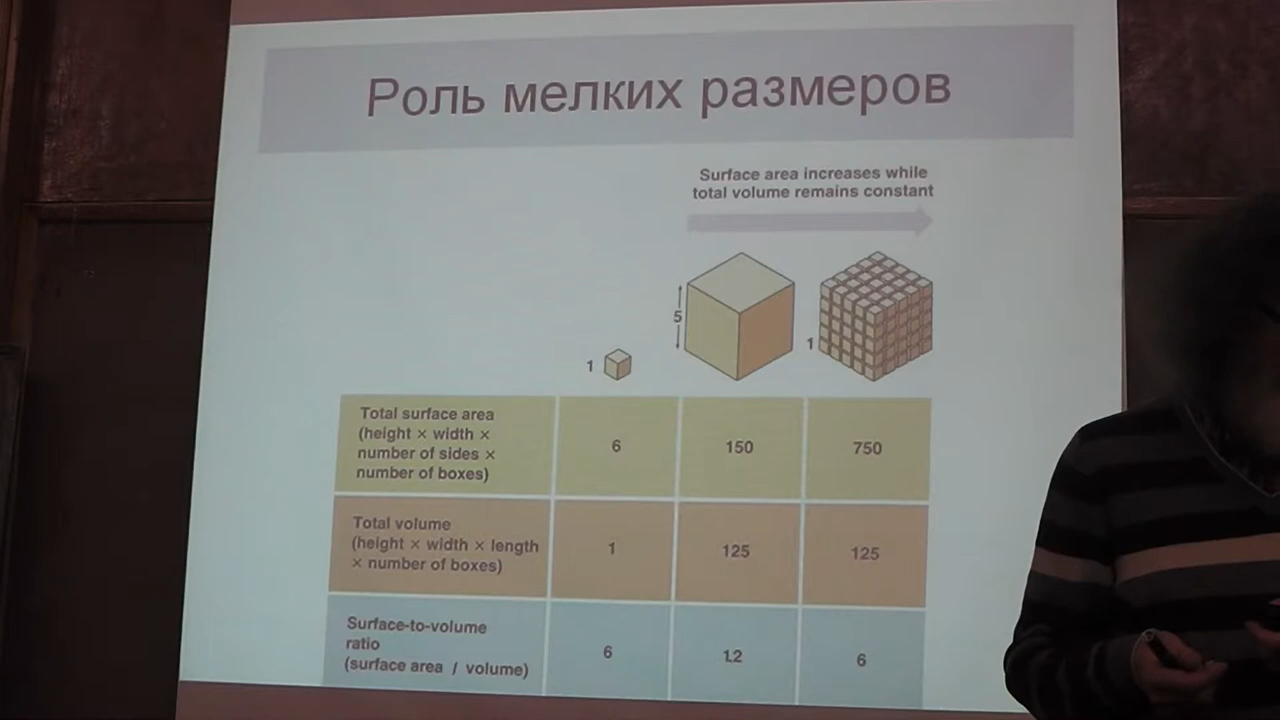 Роль мелких размеров
Surface area increases while
total volume remains constant
5
1
1
Total surface area
(height × width ×
number of sides ×
number of boxes)
6
150
750
Total volume
(height × width × length
× number of boxes)
1
125
125
Surface-to-volume
ratio
(surface area / volume)
6
1.2
6